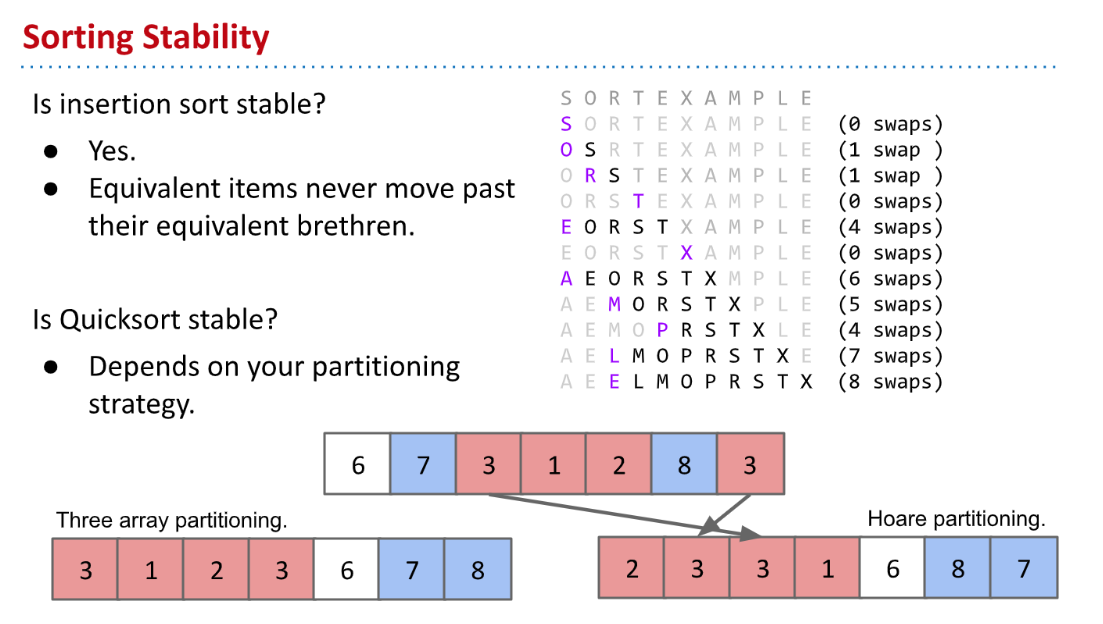 Sorting Stability
Is insertion sort stable?
● Yes.
● Equivalent items never move past
their equivalent brethren.
Is Quicksort stable?
● Depends on your partitioning
strategy.
S O R T E X A M P L E
S O R T E X A M P L E (0 swaps)
O S R T E X A M P L E (1 swap )
O R S T E X A M P L E (1 swap )
O R S T E X A M P L E (0 swaps)
E O R S T X A M P L E (4 swaps)
E O R S T X A M P L E (0 swaps)
A E O R S T X M P L E (6 swaps)
A E M O R S T X P L E (5 swaps)
A E M O P R S T X L E (4 swaps)
A E L M O P R S T X E (7 swaps)
A E E L M O P R S T X (8 swaps)
6 7 3 1 2 8 3
Three array partitioning.
3 1 2 3 6 7 8
Hoare partitioning.
2 3 3 1 6 8 7